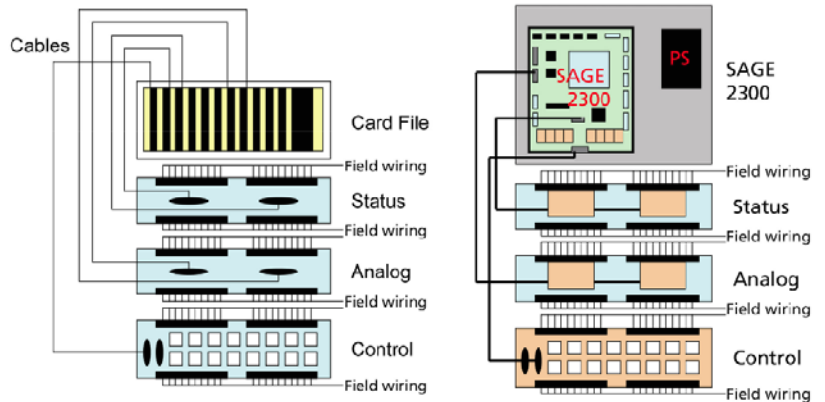 Cables
Card File
Field wiring
Status
Field wiring
Analog
Field wiring
Control
Field wiring
SAGE
2300
PS
SAGE
2300
Field wiring
Status
Field wiring
Analog
Field wiring
Control
Field wiring